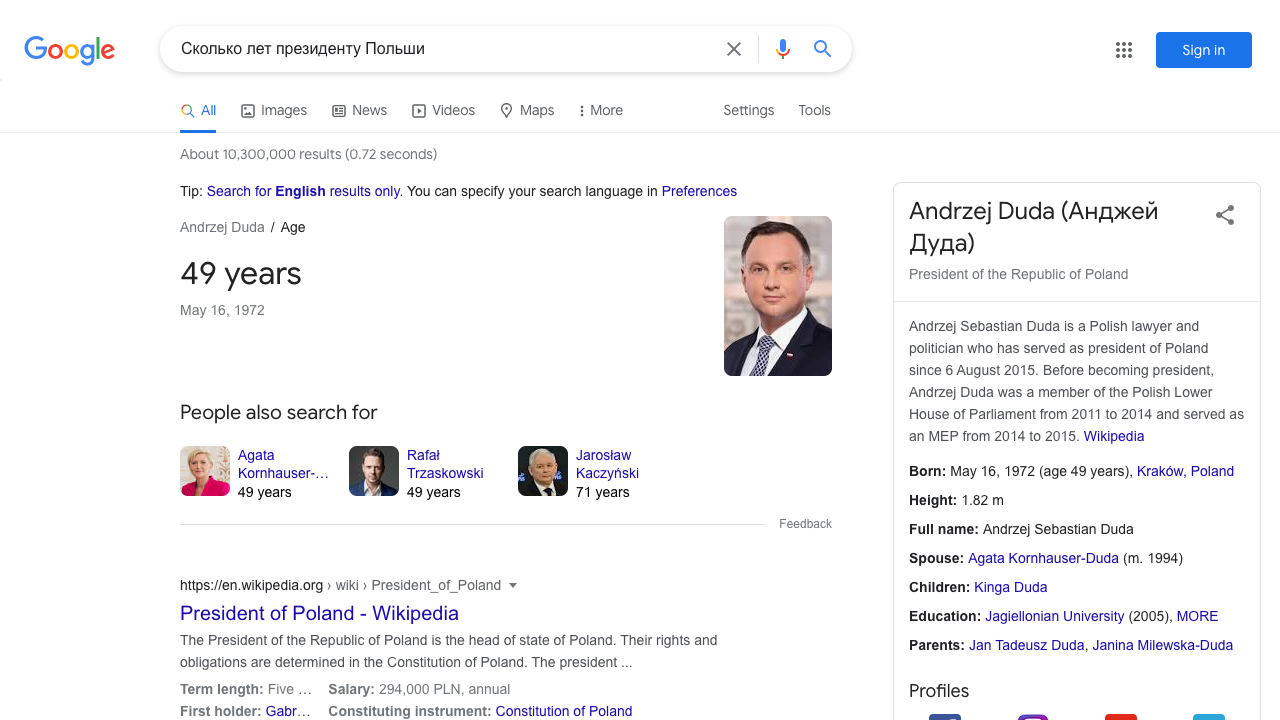 Google
Сколько лет президенту Польши
Sign in
All
Images
News
Videos
Maps
More
Settings
Tools
About 10,300,000 results (0.72 seconds)
Tip: Search for English results only. You can specify your search language in Preferences
Andrzej Duda / Age
49 years
May 16, 1972
People also search for
Agata
Kornhauser-...
49 years
Rafał
Trzaskowski
49 years
Jarosław
Kaczyński
71 years
Feedback
https://en.wikipedia.org › wiki › President_of_Poland
President of Poland - Wikipedia
The President of the Republic of Poland is the head of state of Poland. Their rights and
obligations are determined in the Constitution of Poland. The president ...
Term length: Five ... Salary: 294,000 PLN, annual
First holder: Gabr... Constituting instrument: Constitution of Poland
Andrzej Duda (Анджей
Дуда)
President of the Republic of Poland
Andrzej Sebastian Duda is a Polish lawyer and
politician who has served as president of Poland
since 6 August 2015. Before becoming president,
Andrzej Duda was a member of the Polish Lower
House of Parliament from 2011 to 2014 and served as
an MEP from 2014 to 2015. Wikipedia
Born: May 16, 1972 (age 49 years), Kraków, Poland
Height: 1.82 m
Full name: Andrzej Sebastian Duda
Spouse: Agata Kornhauser-Duda (m. 1994)
Children: Kinga Duda
Education: Jagiellonian University (2005), MORE
Parents: Jan Tadeusz Duda, Janina Milewska-Duda
Profiles